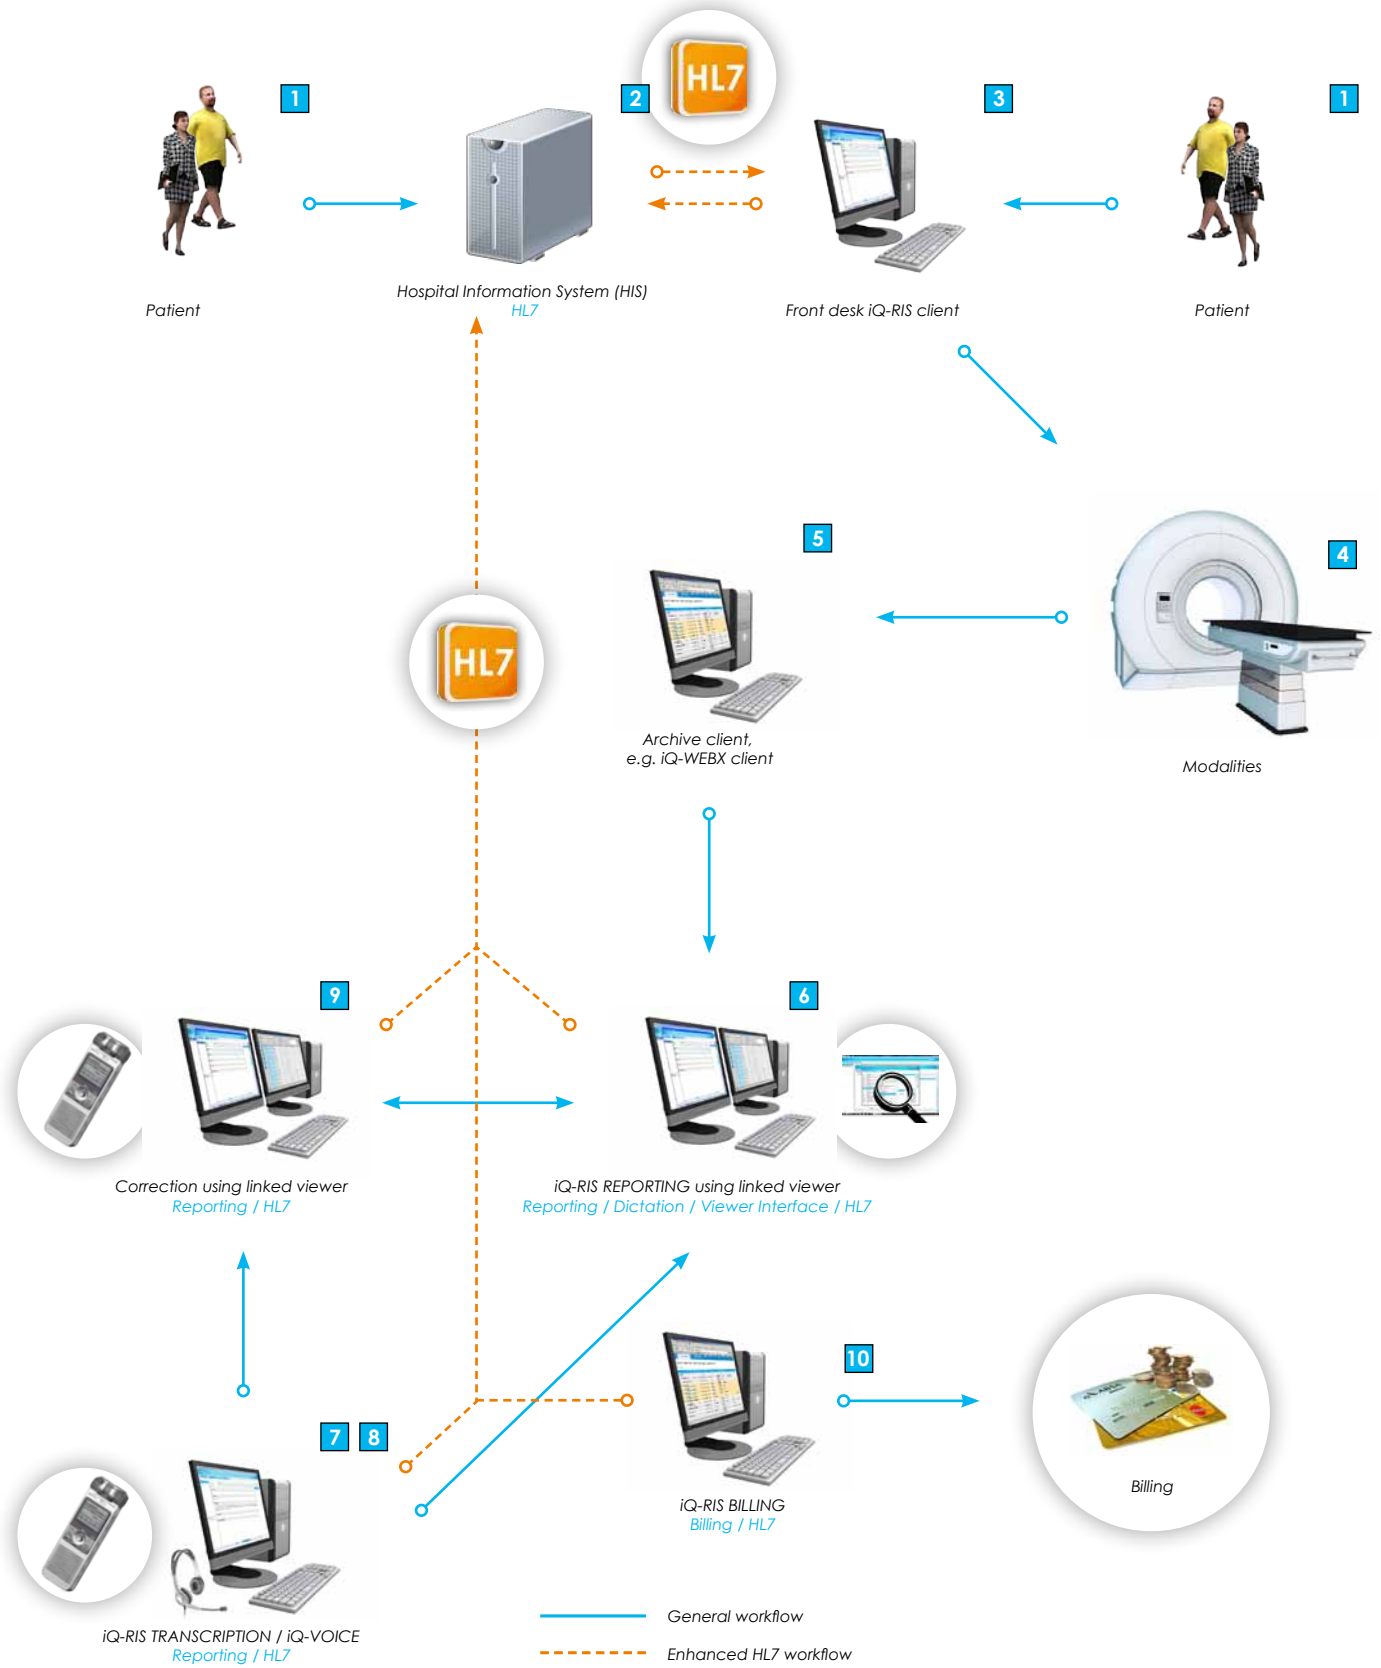 HL7
1
2
3
1
Hospital Information System (HIS)
HL7
Patient
Front desk iQ-RIS client
Patient
5
4
HL7
Archive client,
e.g. iQ-WEBX client
Modalities
9
6
Correction using linked viewer
Reporting / HL7
iQ-RIS REPORTING using linked viewer
Reporting / Dictation / Viewer Interface / HL7
10
7 8
Billing
iQ-RIS BILLING
Billing / HL7
General workflow
iQ-RIS TRANSCRIPTION / iQ-VOICE
Reporting / HL7
Enhanced HL7 workflow